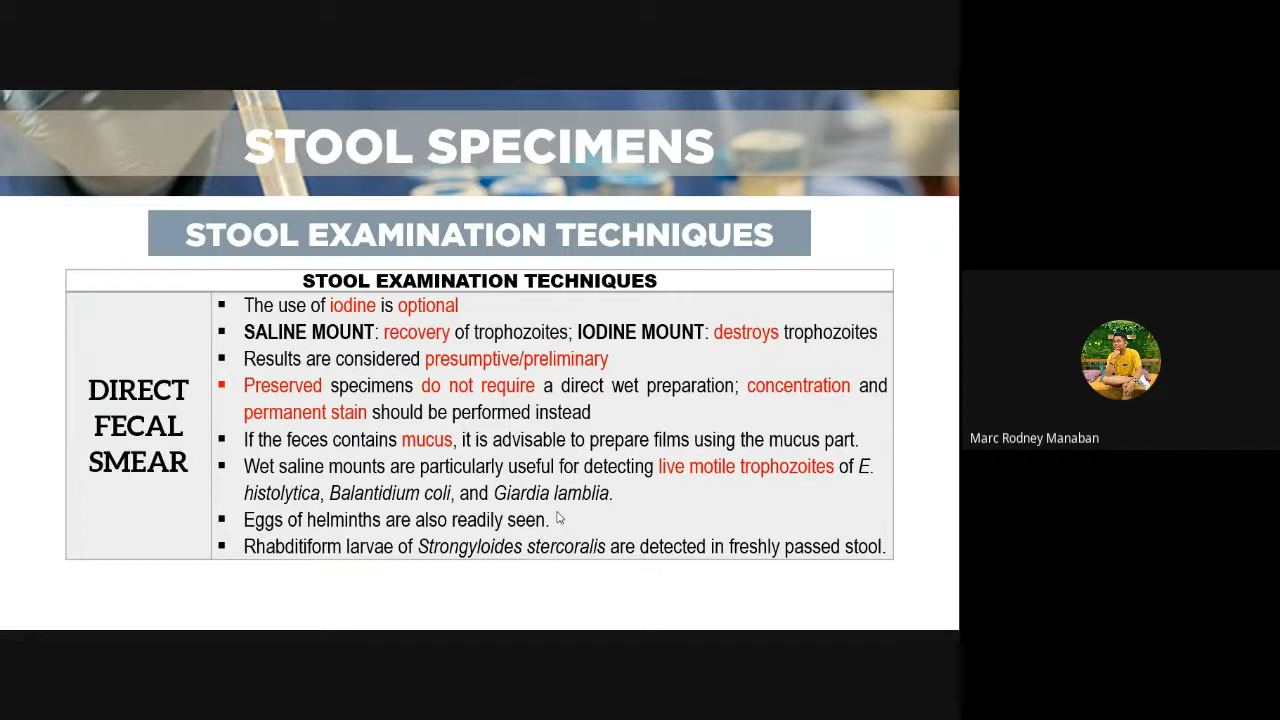 STOOL SPECIMENS
STOOL EXAMINATION TECHNIQUES
STOOL EXAMINATION TECHNIQUES
DIRECT
FECAL
SMEAR
▪ The use of iodine is optional
▪ SALINE MOUNT: recovery of trophozoites; IODINE MOUNT: destroys trophozoites
▪ Results are considered presumptive/preliminary
▪ Preserved specimens do not require a direct wet preparation; concentration and
permanent stain should be performed instead
▪ If the feces contains mucus, it is advisable to prepare films using the mucus part.
▪ Wet saline mounts are particularly useful for detecting live motile trophozoites of E.
histolytica, Balantidium coli, and Giardia lamblia.
▪ Eggs of helminths are also readily seen.
▪ Rhabditiform larvae of Strongyloides stercoralis are detected in freshly passed stool.
Marc Rodney Manaban